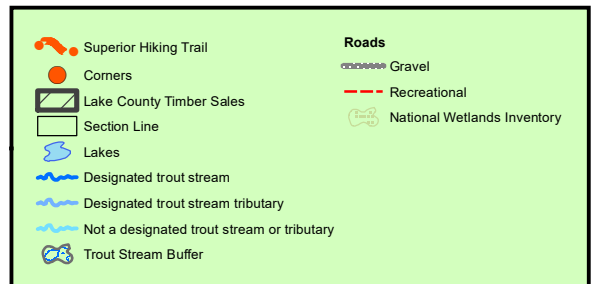 Superior Hiking Trail
Corners
Lake County Timber Sales
Section Line
Lakes
Designated trout stream
Designated trout stream tributary
Not a designated trout stream or tributary
Trout Stream Buffer
Roads
Gravel
Recreational
National Wetlands Inventory